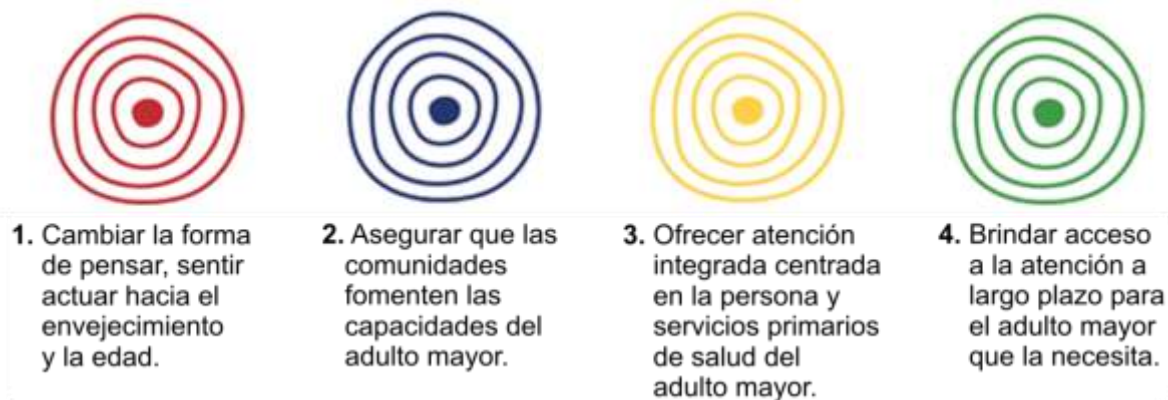 1. Cambiar la forma
de pensar, sentir
actuar hacia el
envejecimiento
y la edad.
2. Asegurar que las
comunidades
fomenten las
capacidades del
adulto mayor.
3. Ofrecer atención
integrada centrada
en la persona y
servicios primarios
de salud del
adulto mayor.
4. Brindar acceso
a la atención a
largo plazo para
el adulto mayor
que la necesita.